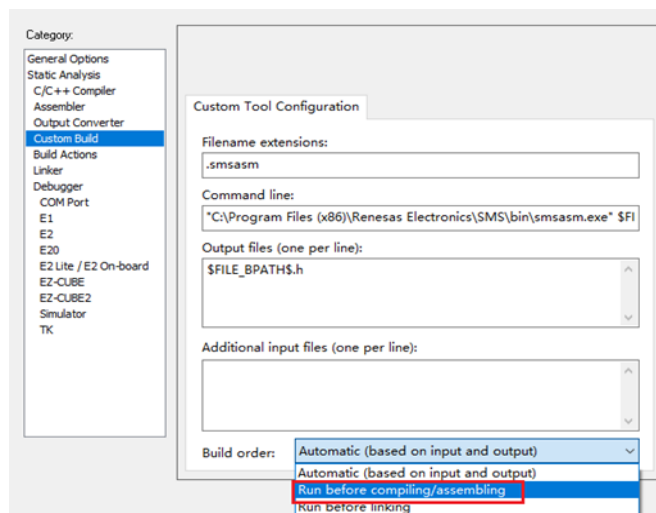 Category:
General Options
Static Analysis
C/C++ Compiler
Assembler
Output Converter
Custom Build
Build Actions
Linker
Debugger
COM Port
E1
E2
E20
E2 Lite / E2 On-board
EZ-CUBE
EZ-CUBE2
Simulator
TK
Custom Tool Configuration
Filename extensions:
.smsasm
Command line:
"C:\Program Files (x86)\Renesas Electronics\SMS\bin\smsasm.exe" $FI
Output files (one per line):
$FILE_BPATH$.h
Additional input files (one per line):
Build order:
Automatic (based on input and output)
Automatic (based on input and output)
Run before compiling/assembling
Run before linking